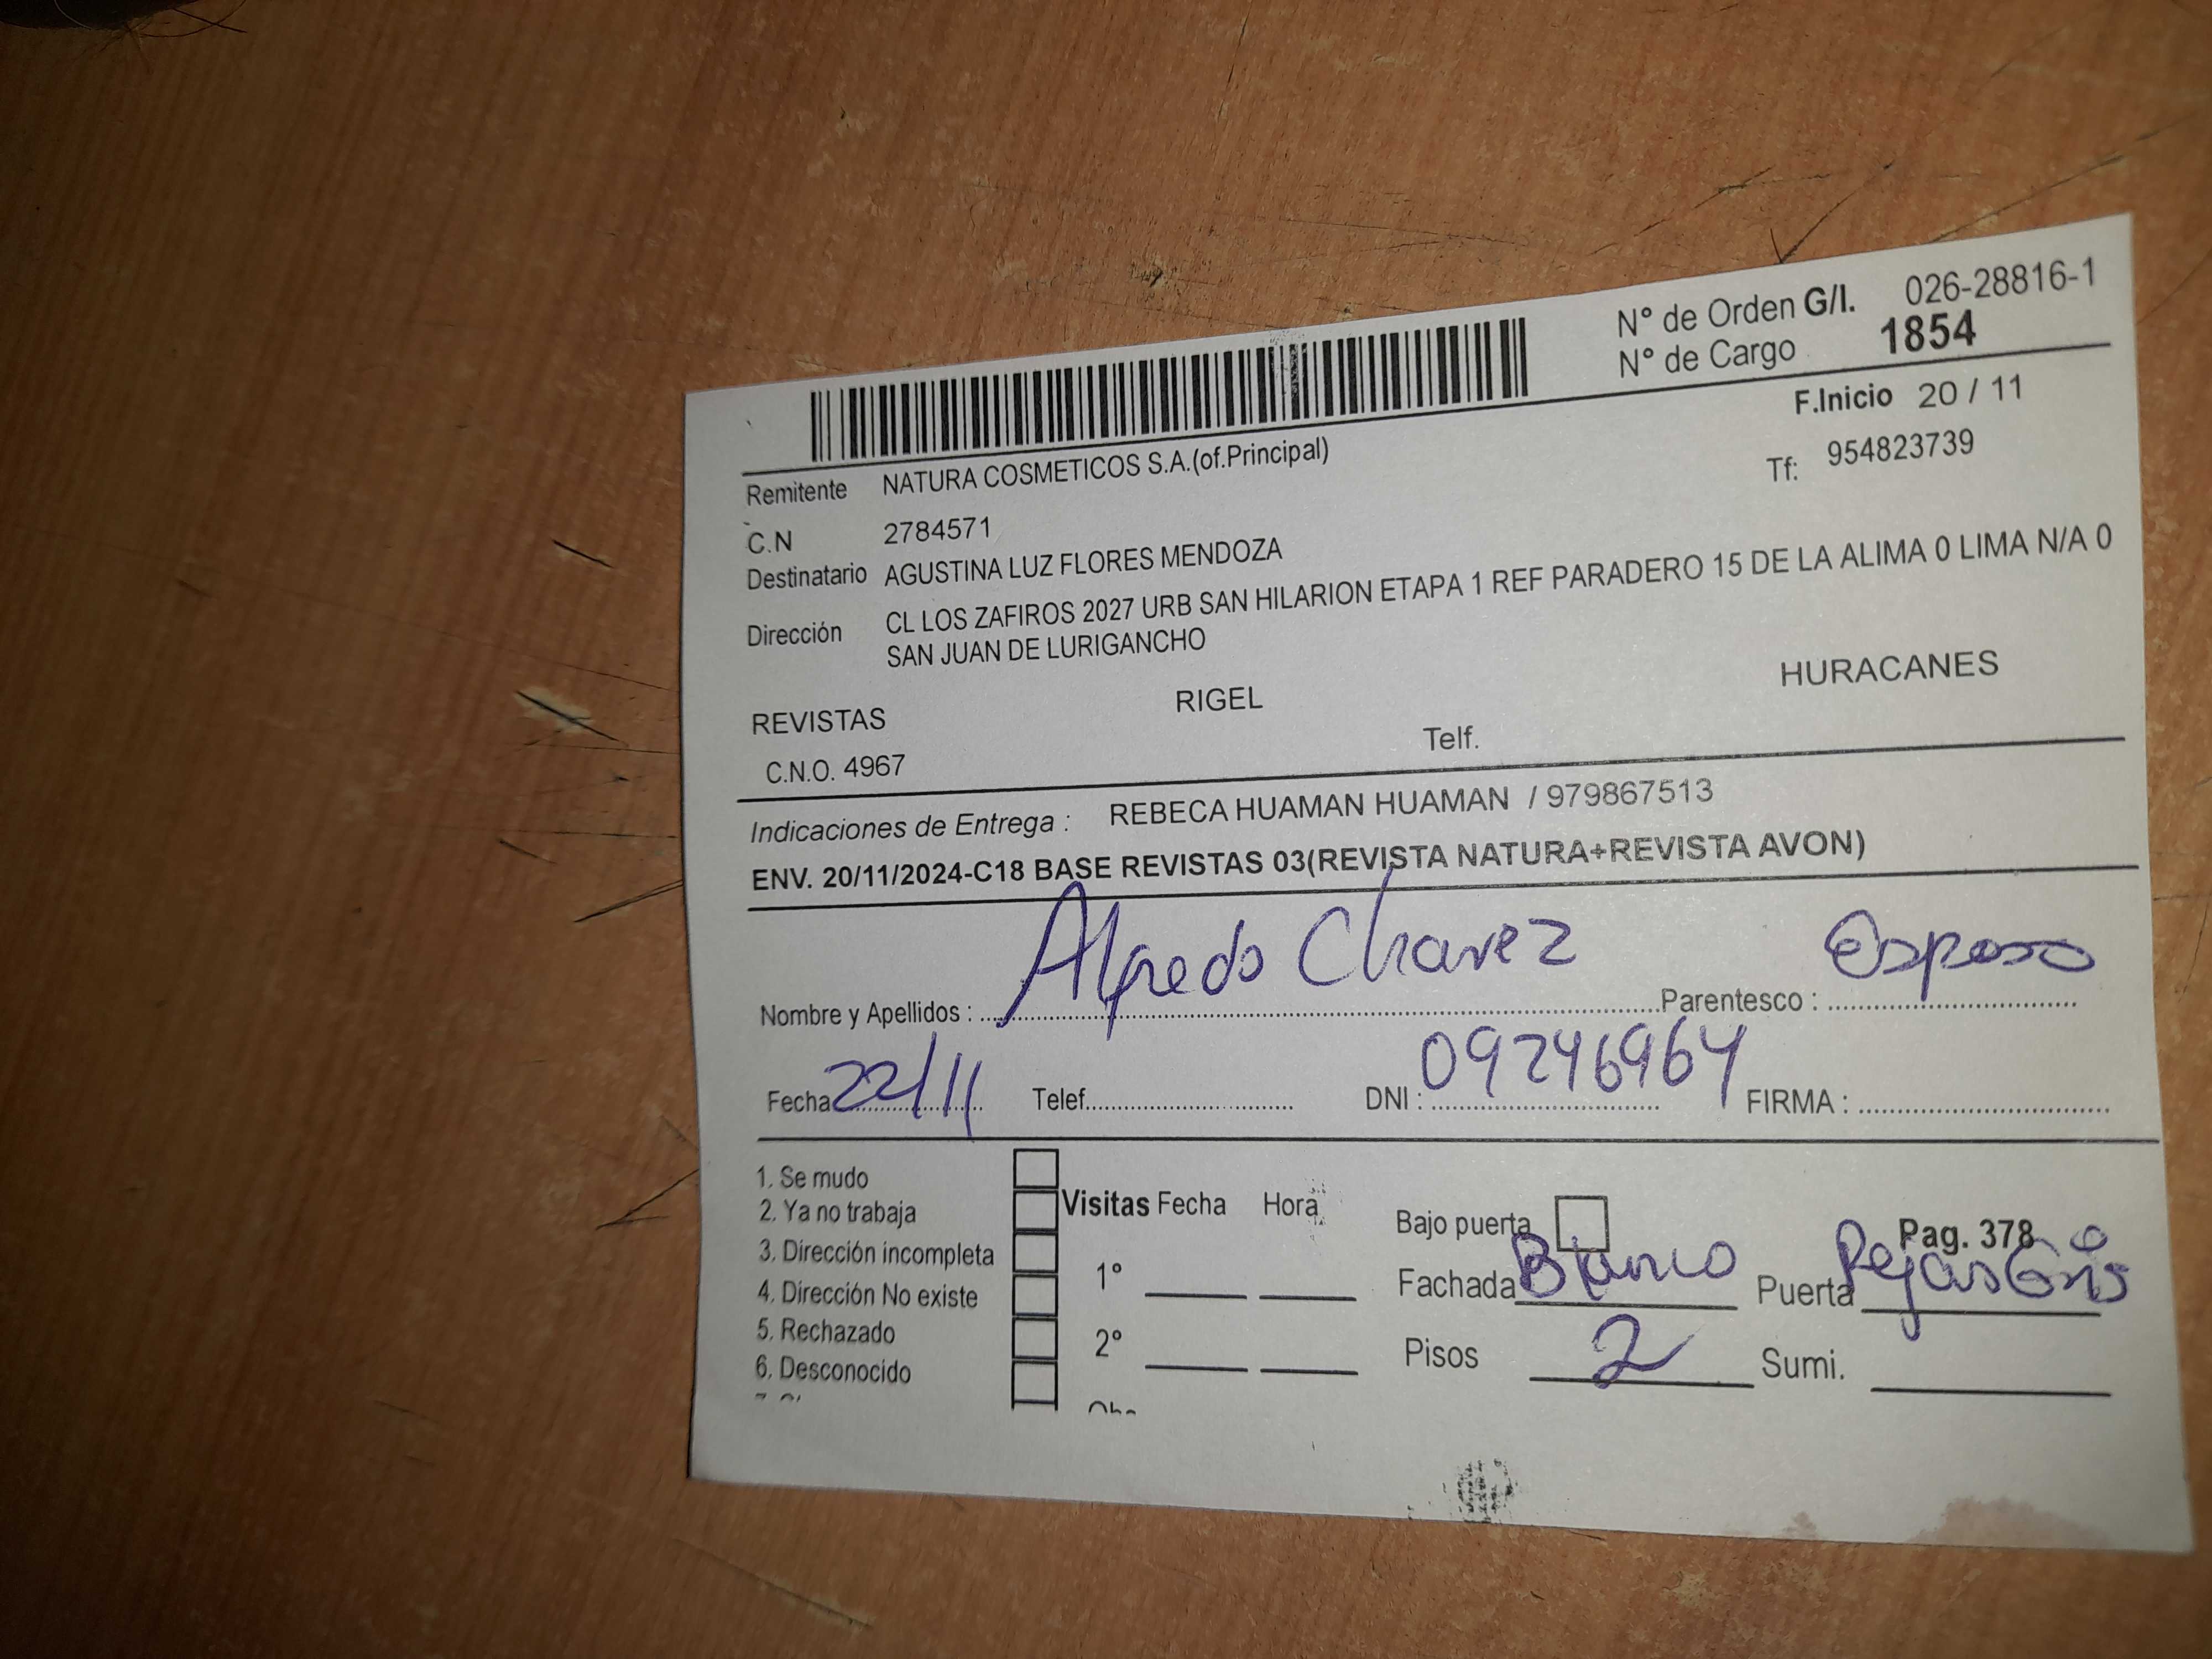 N° de Orden G/I. 026-28816-1
N° de Cargo 1854
F.Inicio 20 / 11
Remitente NATURA COSMETICOS S.A.(of.Principal)
Tf: 954823739
C.N 2784571
Destinatario AGUSTINA LUZ FLORES MENDOZA
Dirección CL LOS ZAFIROS 2027 URB SAN HILARION ETAPA 1 REF PARADERO 15 DE LA ALIMA 0 LIMA N/A 0
SAN JUAN DE LURIGANCHO
REVISTAS RIGEL HURACANES
C.N.O. 4967 Telf.
Indicaciones de Entrega : REBECA HUAMAN HUAMAN / 979867513
ENV. 20/11/2024-C18 BASE REVISTAS 03(REVISTA NATURA+REVISTA AVON)
Nombre y Apellidos : Alfredo Chavez Parentesco : Esposo
Fecha 22/11 Telef. DNI : 09246964 FIRMA :
1. Se mudo
2. Ya no trabaja Visitas Fecha Hora Bajo puerta Pag. 378
3. Dirección incompleta
4. Dirección No existe 1° Fachada Blanco Puerta Rejas Gris
5. Rechazado
6. Desconocido 2° Pisos 2 Sumi.